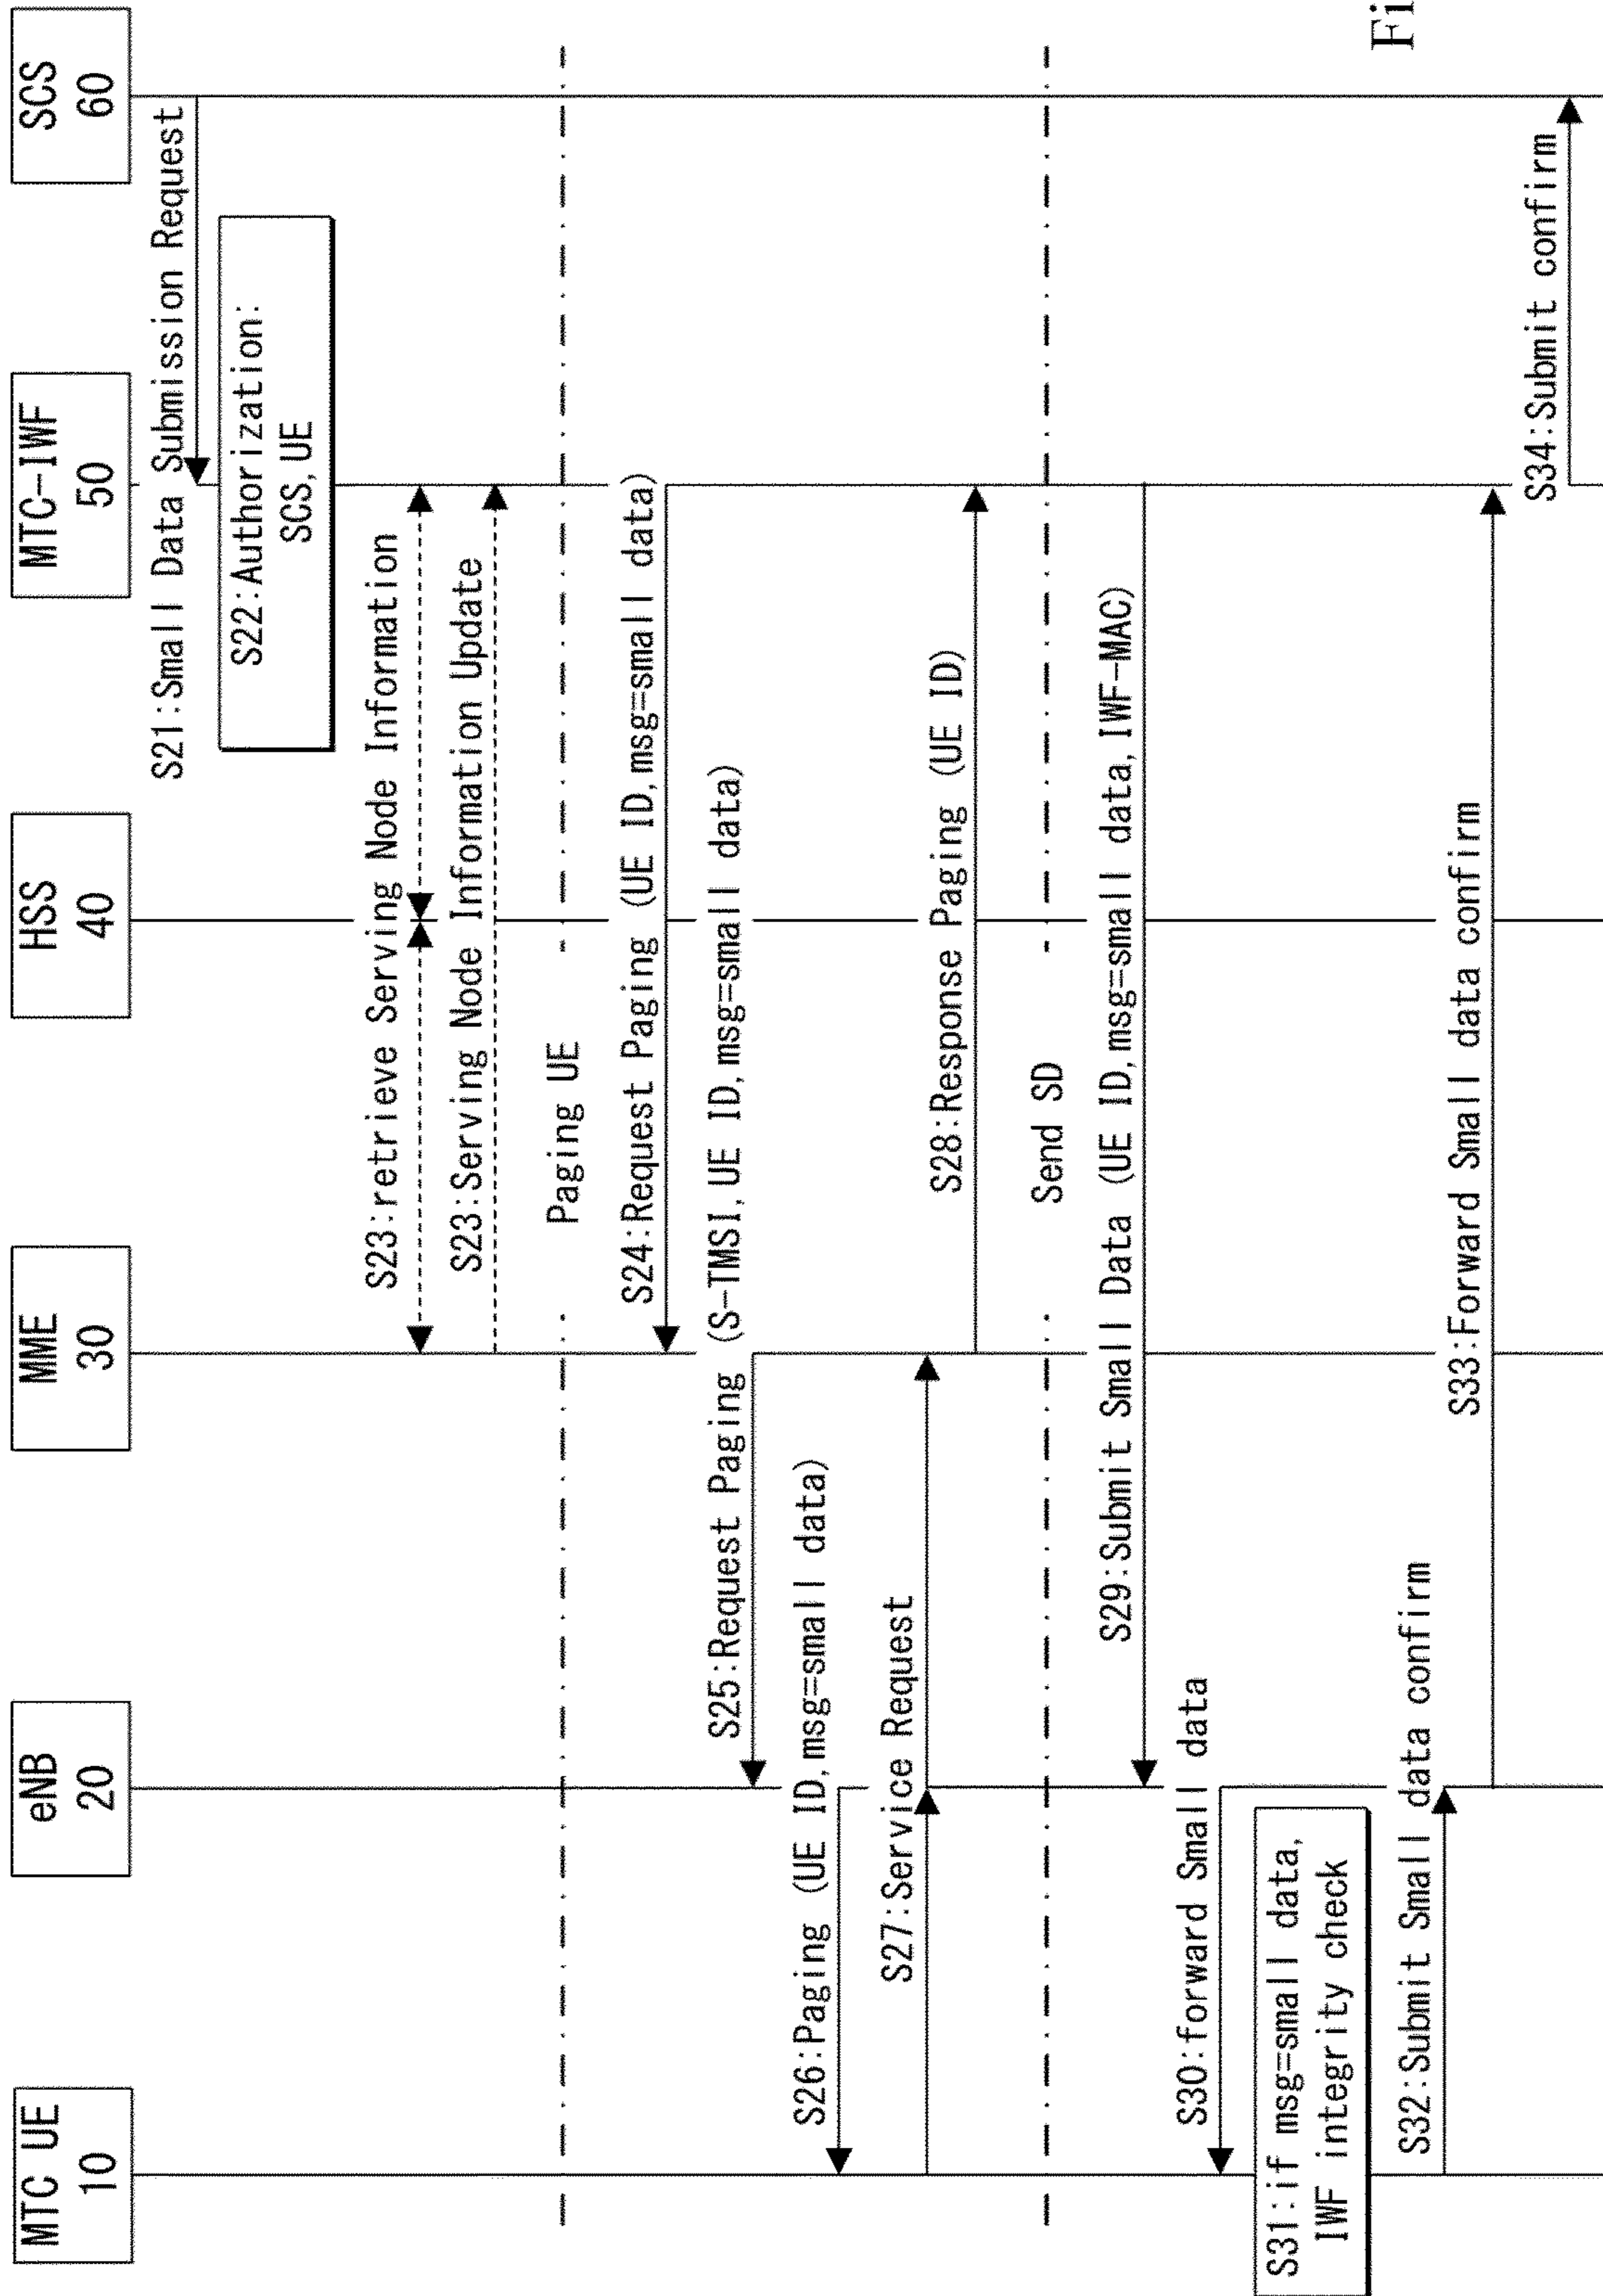 MTC UE
10
eNB
20
MME
30
HSS
40
MTC-IWF
50
SCS
60
S21:Small Data Submission Request
S22:Authorization:
SCS, UE
S23:retrieve Serving Node Information
S23:Serving Node Information Update
Paging UE
S24:Request Paging (UE ID, msg=small data)
S25:Request Paging (S-TMSI, UE ID, msg=small data)
S26:Paging (UE ID, msg=small data)
S27:Service Request
S28:Response Paging (UE ID)
Send SD
S29:Submit Small Data (UE ID, msg=small data, IWF-MAC)
S30:forward Small data
S31:if msg=small data,
IWF integrity check
S32:Submit Small data confirm
S33:Forward Small data confirm
S34:Submit confirm
Fi